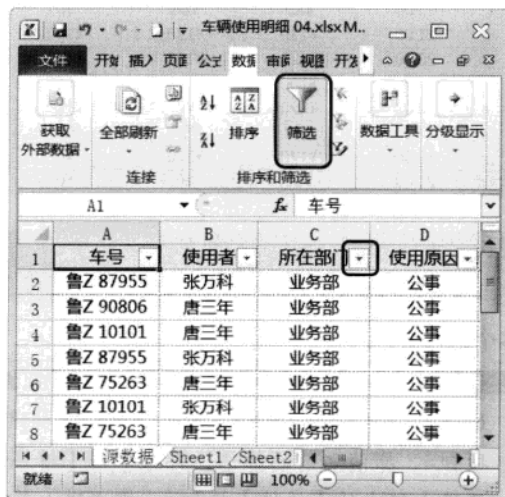 车辆使用明细 04.xlsx M..
文件 开始 插入 页面 公式 数据 审阅 视图 开发
获取 外部数据 全部刷新 排序 筛选 数据工具 分级显示
连接 排序和筛选
A1 fx 车号
A B C D
1 车号 使用者 所在部门 使用原因
2 鲁Z 87955 张万科 业务部 公事
3 鲁Z 90806 唐三年 业务部 公事
4 鲁Z 10101 唐三年 业务部 公事
5 鲁Z 87955 张万科 业务部 公事
6 鲁Z 75263 唐三年 业务部 公事
7 鲁Z 10101 张万科 业务部 公事
8 鲁Z 75263 唐三年 业务部 公事
源数据 Sheet1 Sheet2
就绪 100%